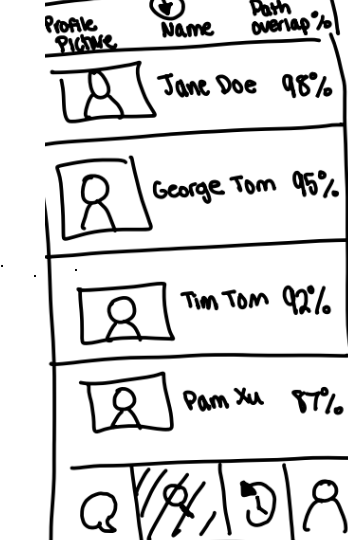 Profile Picture
Name
Path overlap %
Jane Doe 98%
George Tom 95%
Tim Tom 92%
Pam Xu 87%